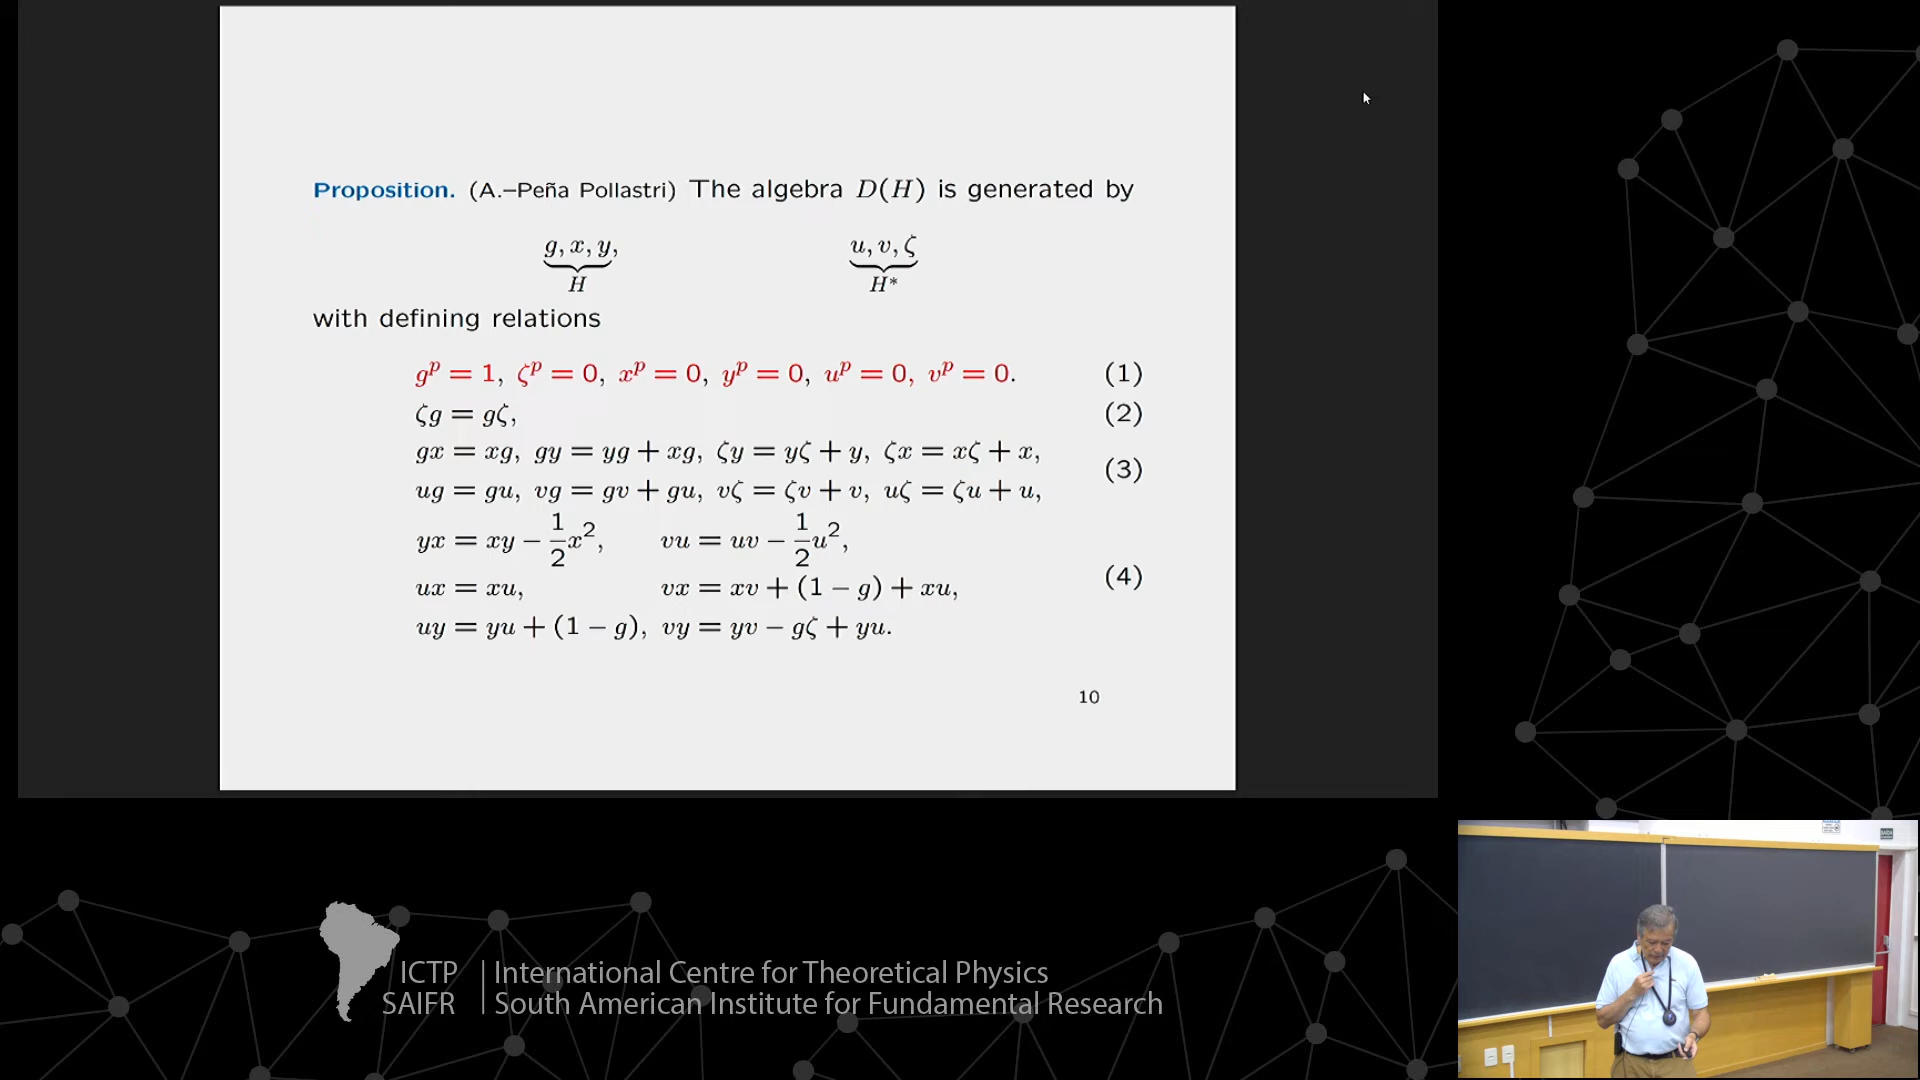 Proposition. (A.–Peña Pollastri) The algebra D(H) is generated by
g, x, y, u, v, ζ
H H*
with defining relations
g^p = 1, ζ^p = 0, x^p = 0, y^p = 0, u^p = 0, v^p = 0. (1)
ζg = gζ, (2)
gx = xg, gy = yg + xg, ζy = yζ + y, ζx = xζ + x,
(3)
ug = gu, vg = gv + gu, vζ = ζv + v, uζ = ζu + u,
yx = xy − \frac{1}{2}x^2, vu = uv − \frac{1}{2}u^2,
ux = xu, vx = xv + (1 − g) + xu, (4)
uy = yu + (1 − g), vy = yv − gζ + yu.
10
ICTP | International Centre for Theoretical Physics
SAIFR | South American Institute for Fundamental Research